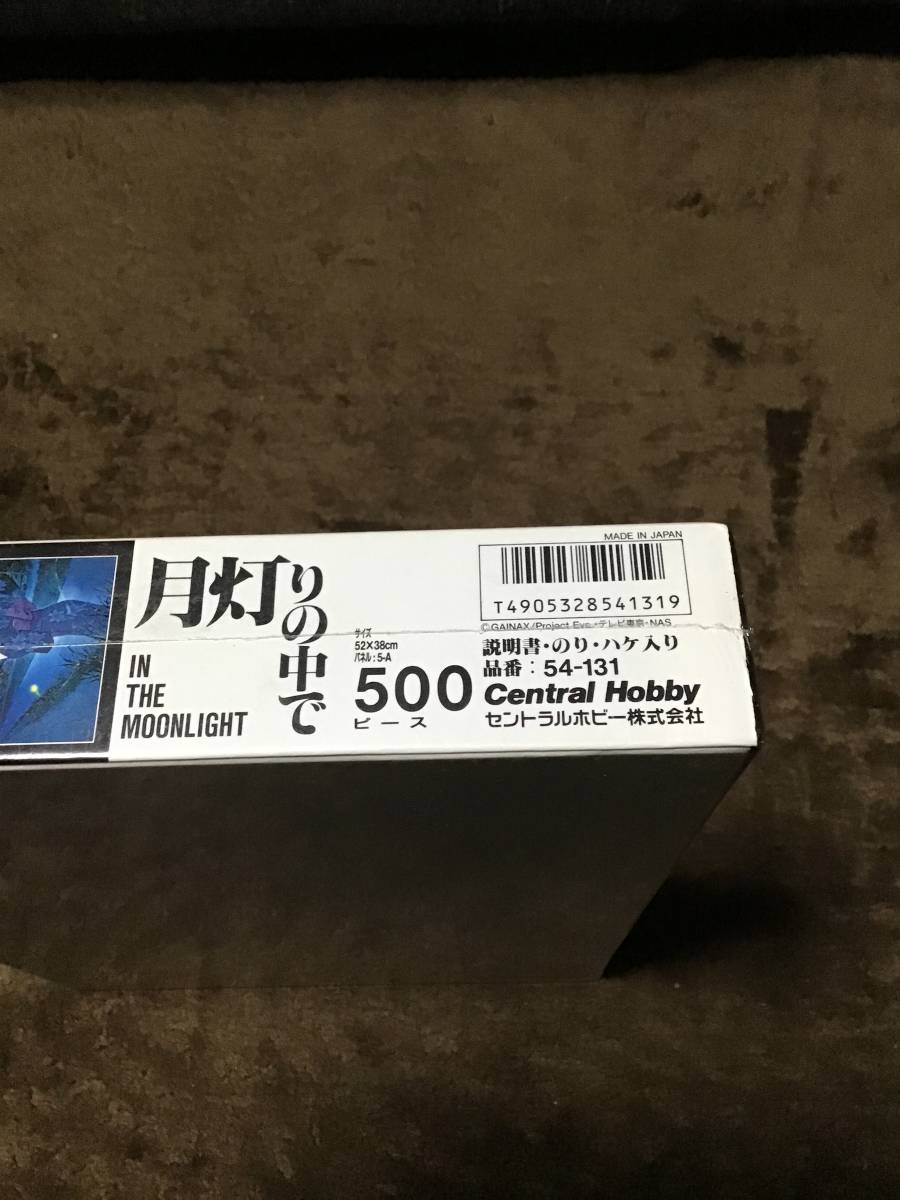 月灯りの中で
IN
THE
MOONLIGHT
サイズ
52×38cm
パネル:5-A
500
ピース
MADE IN JAPAN
T4905328541319
©GAINAX/Project Eva.・テレビ東京・NAS
説明書・のり・ハケ入り
品番:54-131
Central Hobby
セントラルホビー株式会社